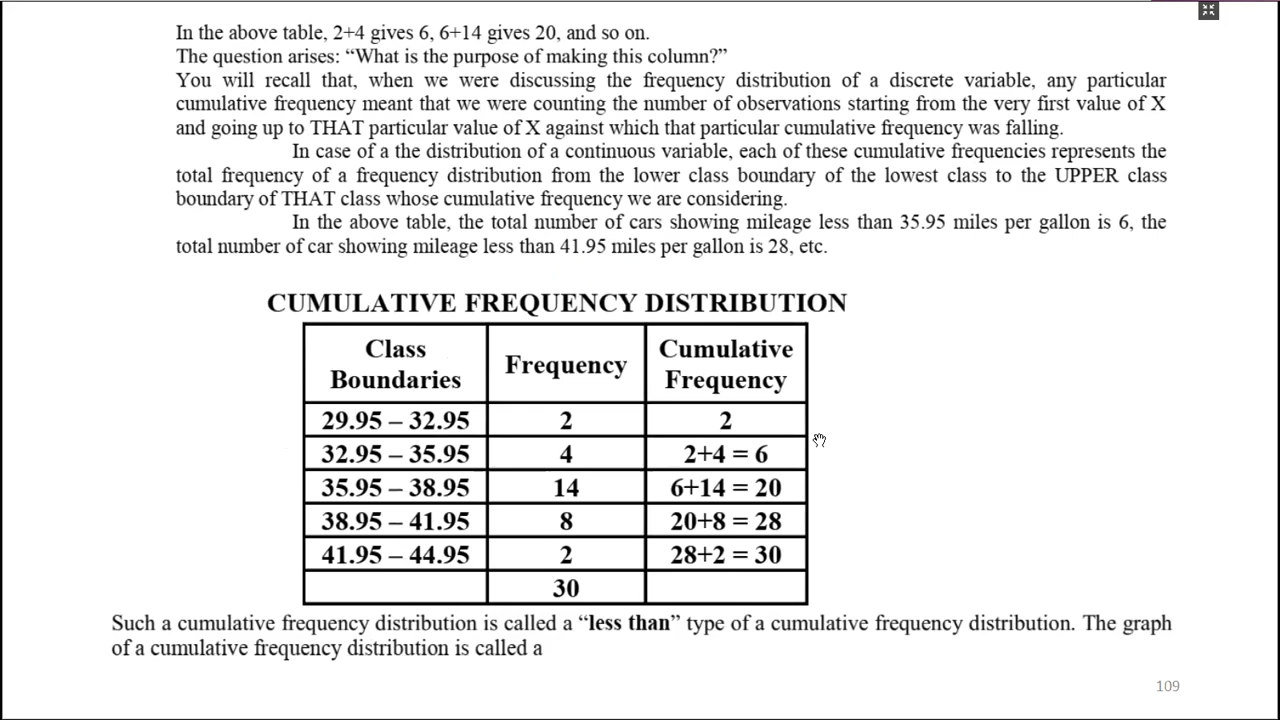 In the above table, 2+4 gives 6, 6+14 gives 20, and so on.
The question arises: “What is the purpose of making this column?”
You will recall that, when we were discussing the frequency distribution of a discrete variable, any particular
cumulative frequency meant that we were counting the number of observations starting from the very first value of X
and going up to THAT particular value of X against which that particular cumulative frequency was falling.
In case of a the distribution of a continuous variable, each of these cumulative frequencies represents the
total frequency of a frequency distribution from the lower class boundary of the lowest class to the UPPER class
boundary of THAT class whose cumulative frequency we are considering.
In the above table, the total number of cars showing mileage less than 35.95 miles per gallon is 6, the
total number of car showing mileage less than 41.95 miles per gallon is 28, etc.
CUMULATIVE FREQUENCY DISTRIBUTION
Class Boundaries Frequency Cumulative Frequency
29.95 – 32.95 2 2
32.95 – 35.95 4 2+4 = 6
35.95 – 38.95 14 6+14 = 20
38.95 – 41.95 8 20+8 = 28
41.95 – 44.95 2 28+2 = 30
30
Such a cumulative frequency distribution is called a “less than” type of a cumulative frequency distribution. The graph
of a cumulative frequency distribution is called a
109